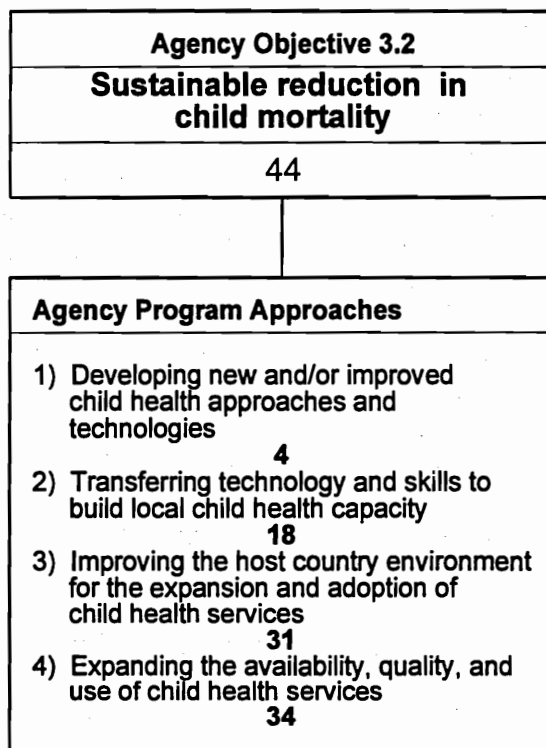 Agency Objective 3.2
Sustainable reduction in
child mortality
44
Agency Program Approaches
1) Developing new and/or improved
child health approaches and
technologies
4
2) Transferring technology and skills to
build local child health capacity
18
3) Improving the host country environment
for the expansion and adoption of
child health services
31
4) Expanding the availability, quality, and
use of child health services
34